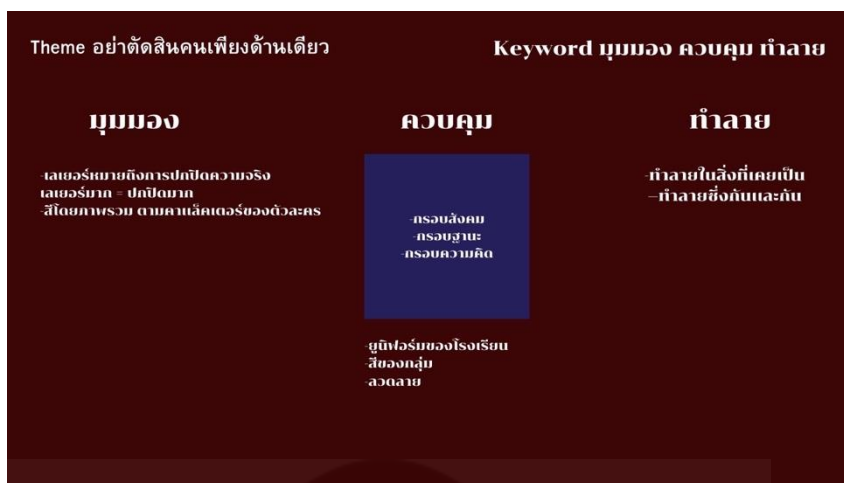 Theme อย่าตัดสินคนเพียงด้านเดียว
Keyword มุมมอง ควบคุม ทำลาย
มุมมอง
-เลเยอร์หมายถึงการปกปิดความจริง
เลเยอร์มาก = ปกปิดมาก
-สีโดยภาพรวม ตามคาแล็คเตอร์ของตัวละคร
ควบคุม
-กรอบสังคม
-กรอบฐานะ
-กรอบความคิด
-ยูนิฟอร์มของโรงเรียน
-สีของกลุ่ม
-ลวดลาย
ทำลาย
-ทำลายในสิ่งที่เคยเป็น
–ทำลายซึ่งกันและกัน